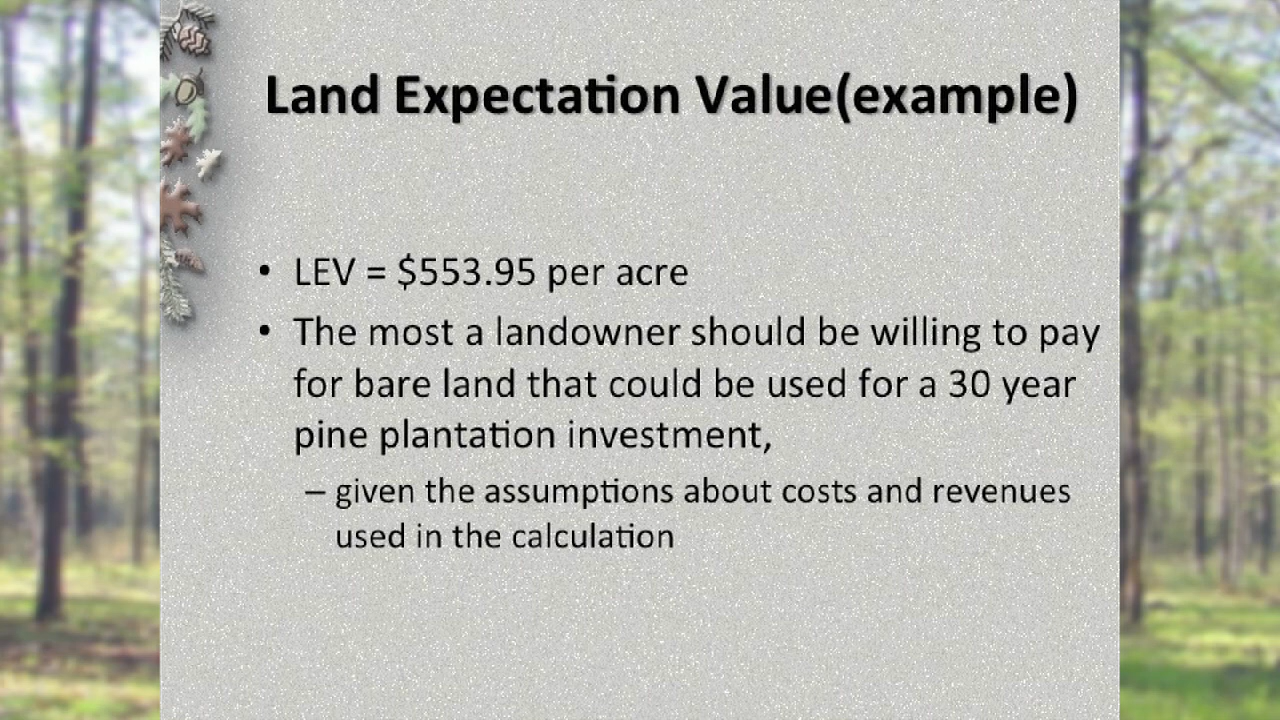 Land Expectation Value(example)
• LEV = $553.95 per acre
• The most a landowner should be willing to pay
for bare land that could be used for a 30 year
pine plantation investment,
– given the assumptions about costs and revenues
used in the calculation